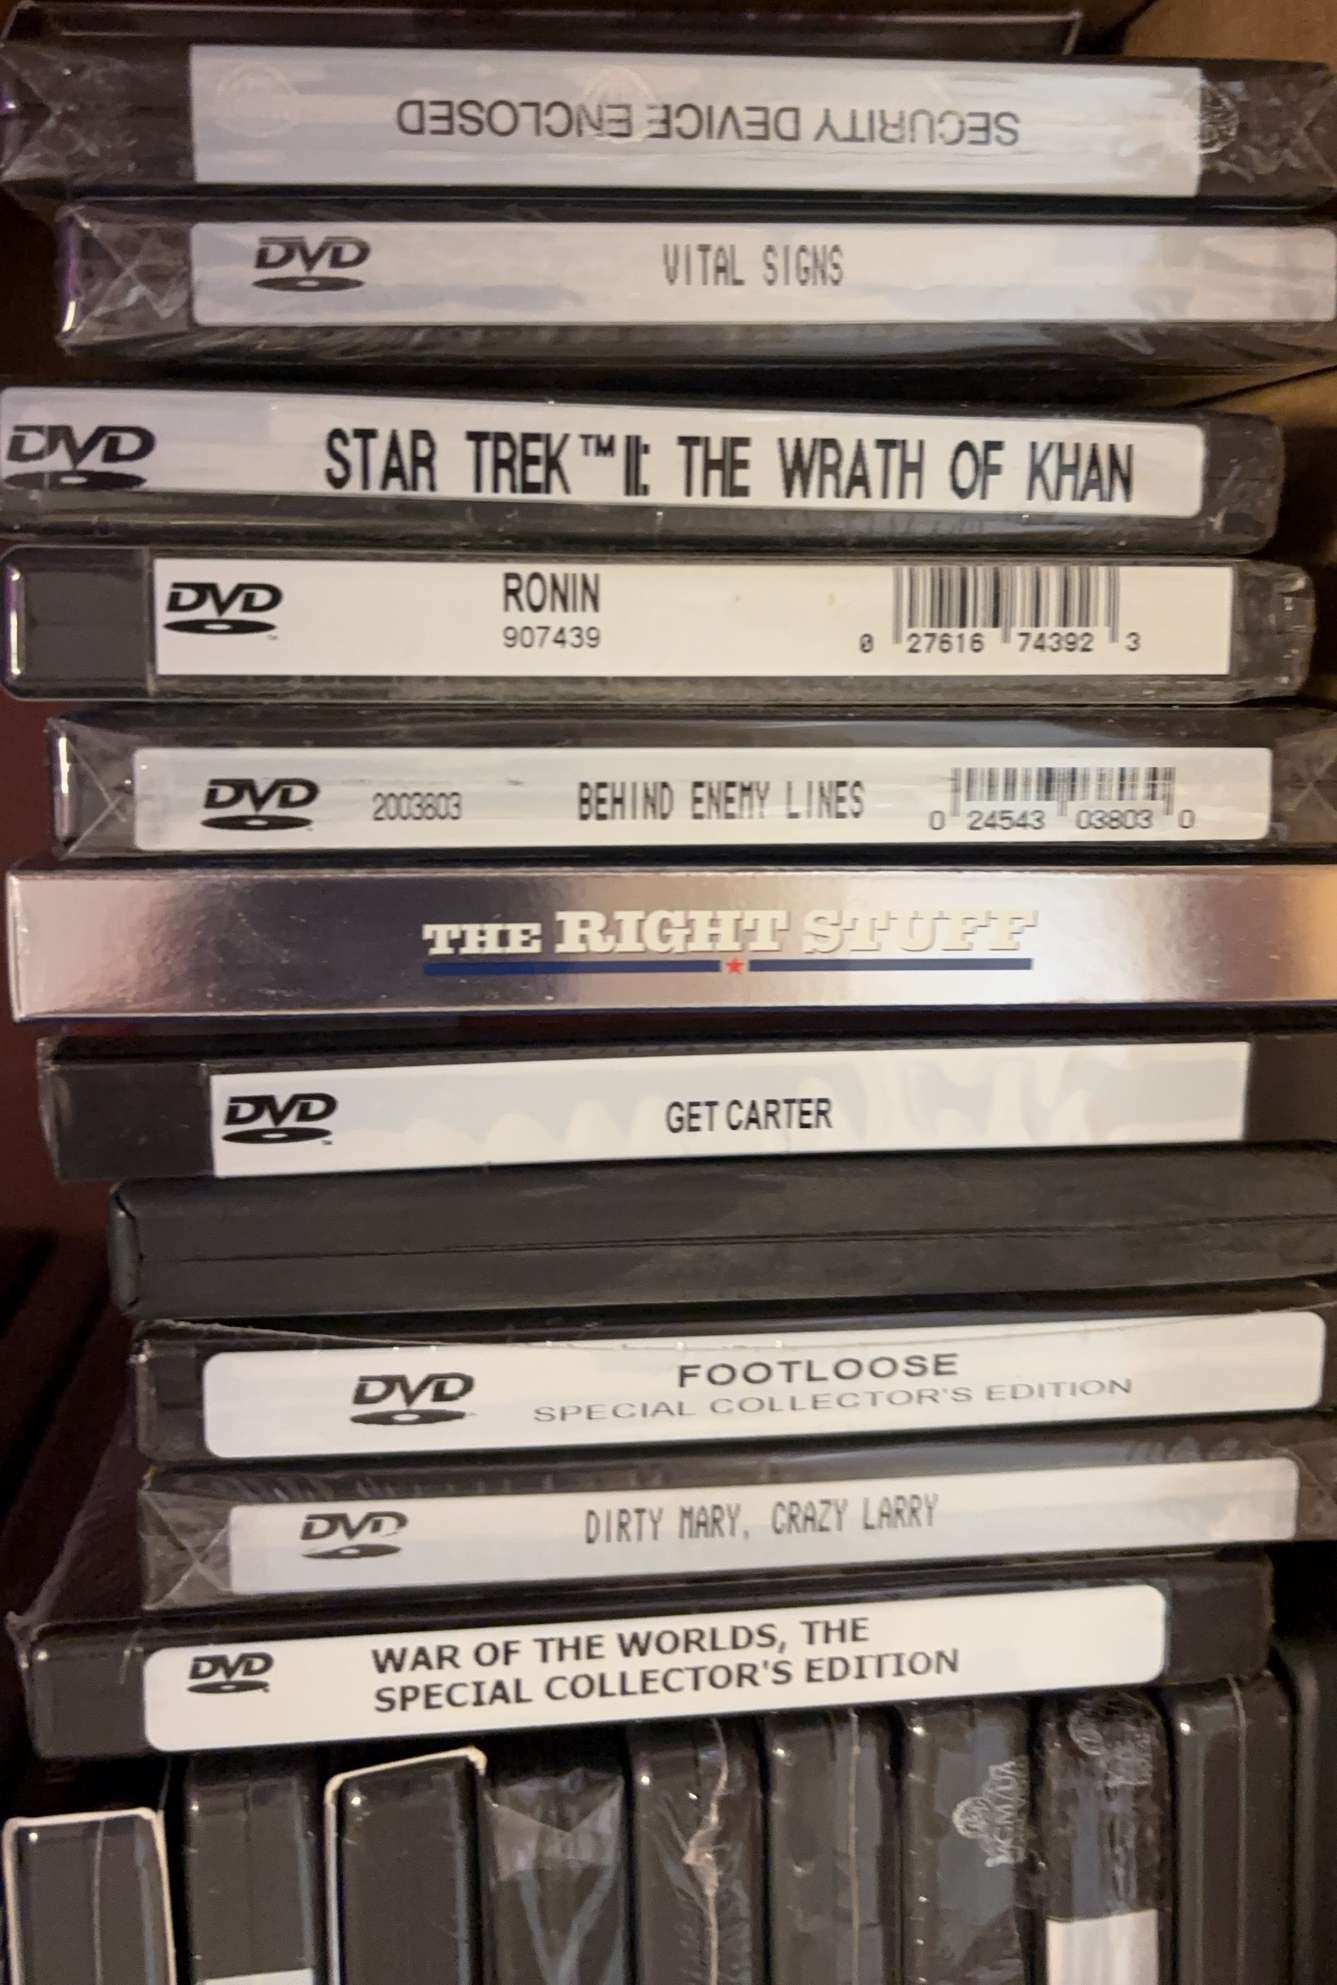 SECURITY DEVICE ENCLOSED
DVD VITAL SIGNS
DVD STAR TREK™ II: THE WRATH OF KHAN
DVD RONIN
907439
0 27616 74392 3
DVD 2003803 BEHIND ENEMY LINES
0 24543 03803 0
THE RIGHT STUFF
DVD GET CARTER
DVD FOOTLOOSE
SPECIAL COLLECTOR'S EDITION
DVD DIRTY MARY, CRAZY LARRY
DVD WAR OF THE WORLDS, THE
SPECIAL COLLECTOR'S EDITION